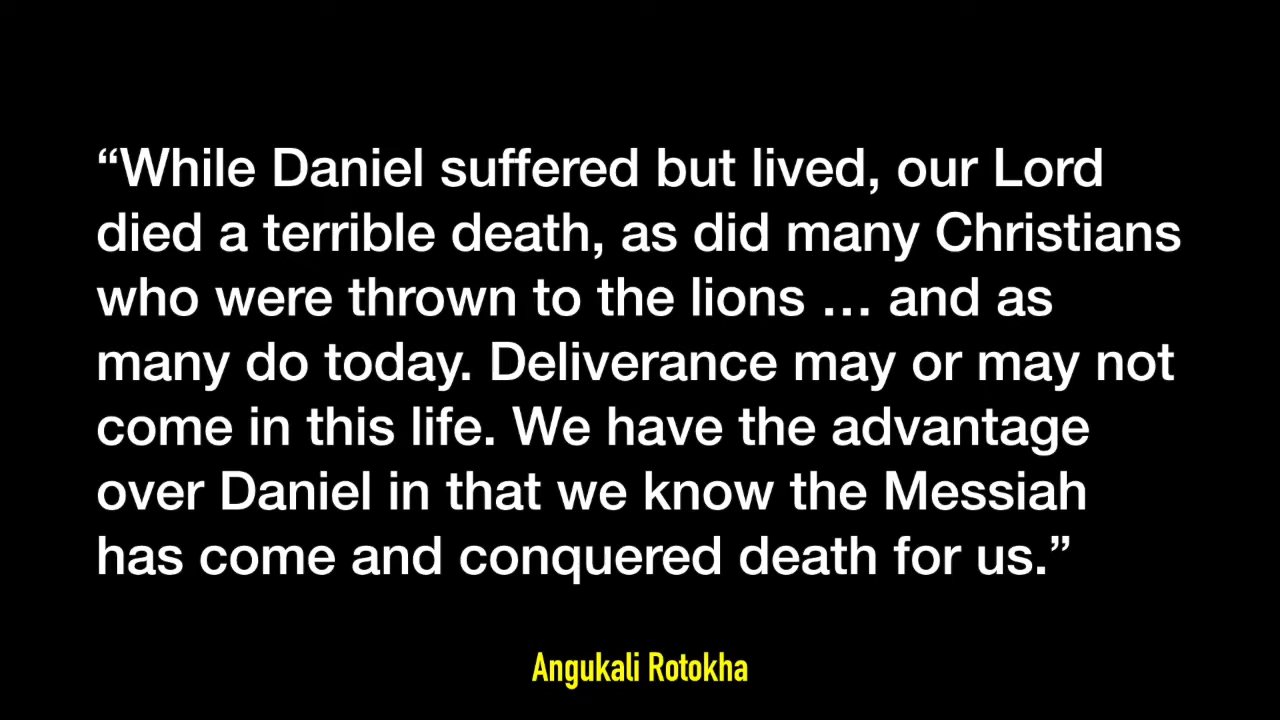 “While Daniel suffered but lived, our Lord
died a terrible death, as did many Christians
who were thrown to the lions … and as
many do today. Deliverance may or may not
come in this life. We have the advantage
over Daniel in that we know the Messiah
has come and conquered death for us.”
Angukali Rotokha